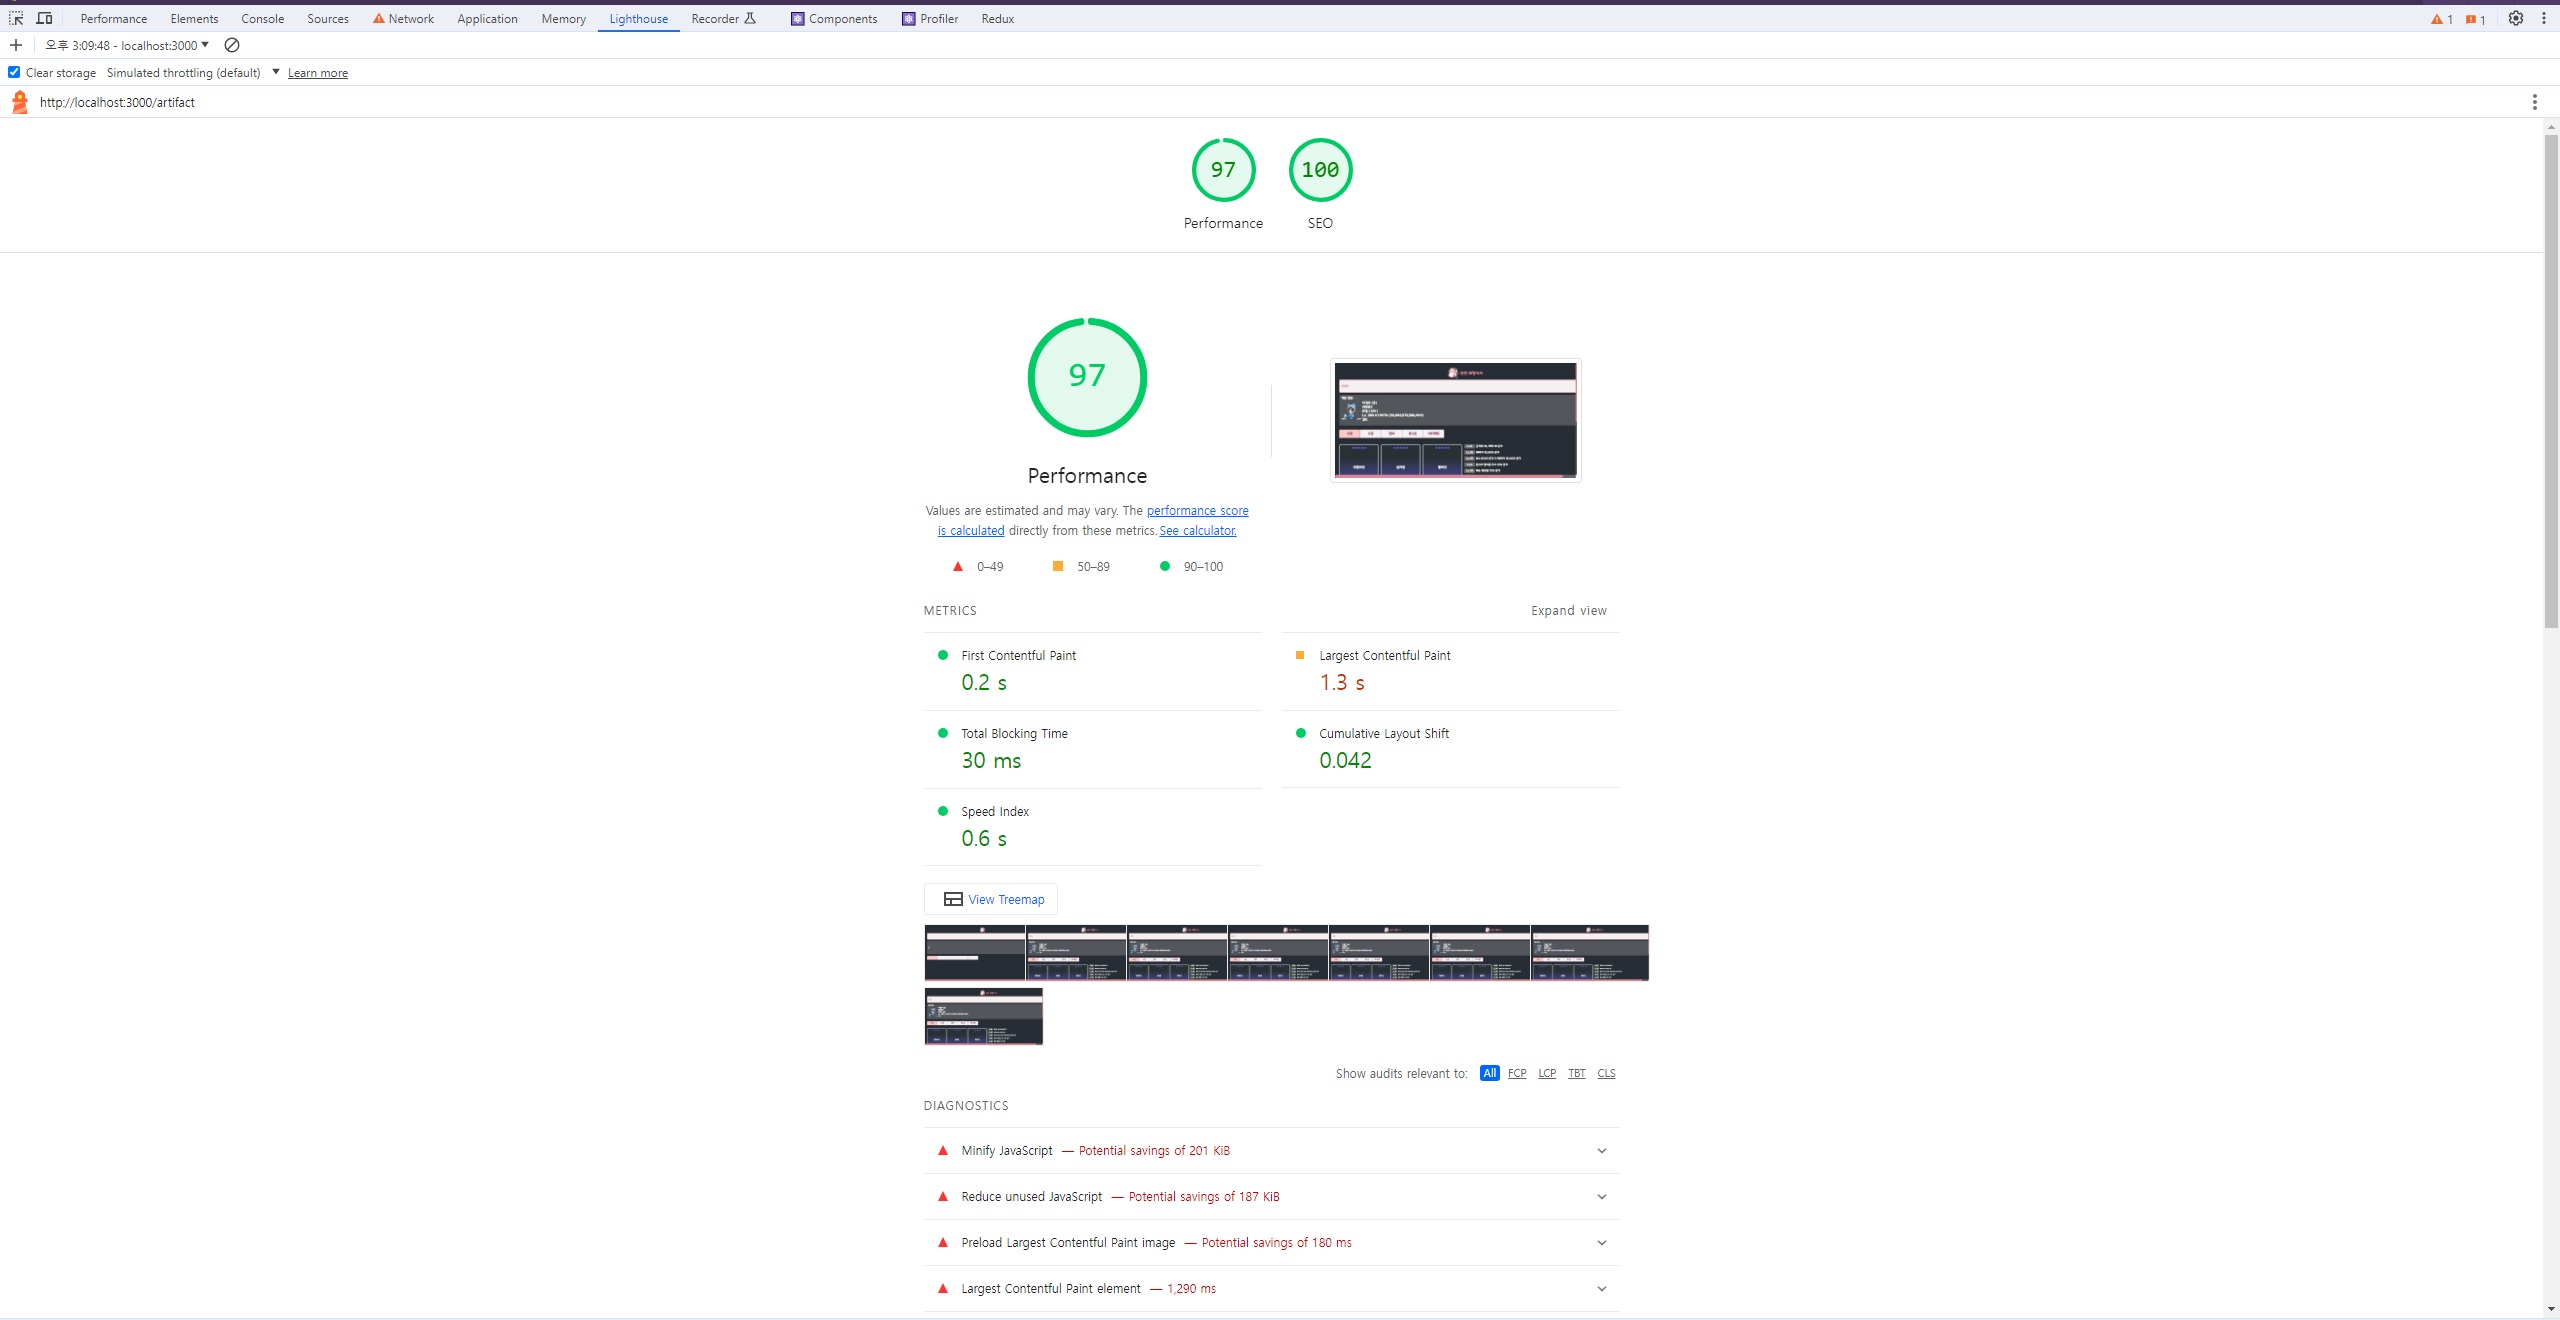 Performance Elements Console Sources Network Application Memory Lighthouse Recorder Components Profiler Redux 1 1
오후 3:09:48 - localhost:3000
Clear storage Simulated throttling (default) Learn more
http://localhost:3000/artifact
97 100
Performance SEO
97
Performance
Values are estimated and may vary. The performance score
is calculated directly from these metrics. See calculator.
0–49 50–89 90–100
METRICS Expand view
First Contentful Paint
0.2 s
Largest Contentful Paint
1.3 s
Total Blocking Time
30 ms
Cumulative Layout Shift
0.042
Speed Index
0.6 s
View Treemap
Show audits relevant to: All FCP LCP TBT CLS
DIAGNOSTICS
Minify JavaScript — Potential savings of 201 KiB
Reduce unused JavaScript — Potential savings of 187 KiB
Preload Largest Contentful Paint image — Potential savings of 180 ms
Largest Contentful Paint element — 1,290 ms